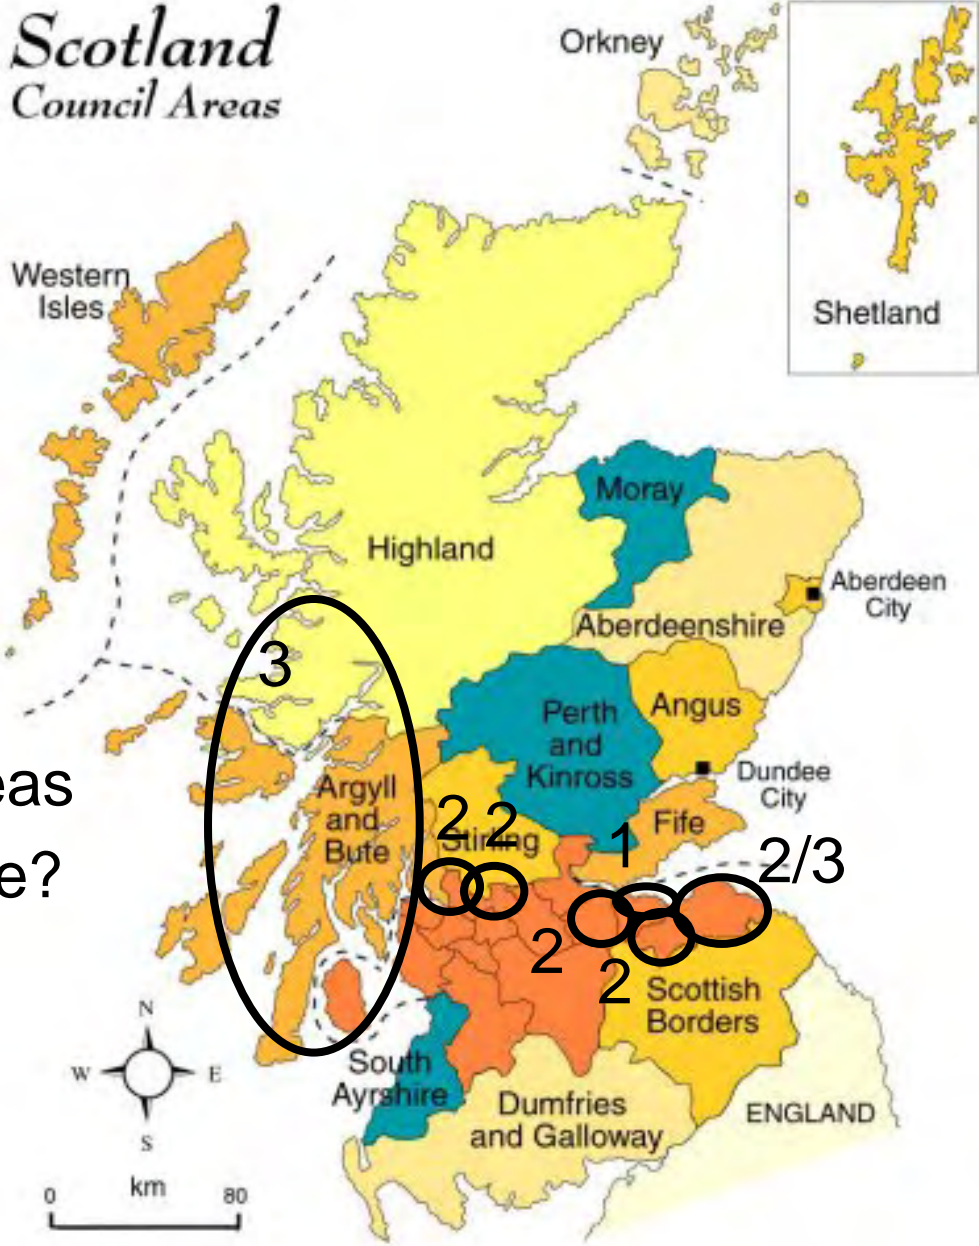 Scotland
Council Areas
Orkney
Shetland
Western
Isles
Moray
Highland
Aberdeen
City
Aberdeenshire
3
Angus
Perth
and
Kinross
Dundee
City
eas
Argyll
and
Bute
2 2
Stirling
Fife
1
e?
2/3
2
2
Scottish
Borders
N
W E
S
South
Ayrshire
Dumfries
and Galloway
ENGLAND
km
0 80